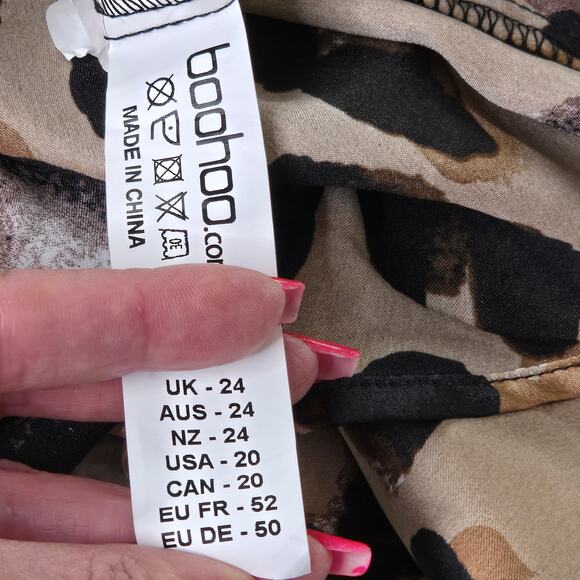 boohoo.co
MADE IN CHINA
UK - 24
AUS - 24
NZ - 24
USA - 20
CAN - 20
EU FR - 52
EU DE - 50